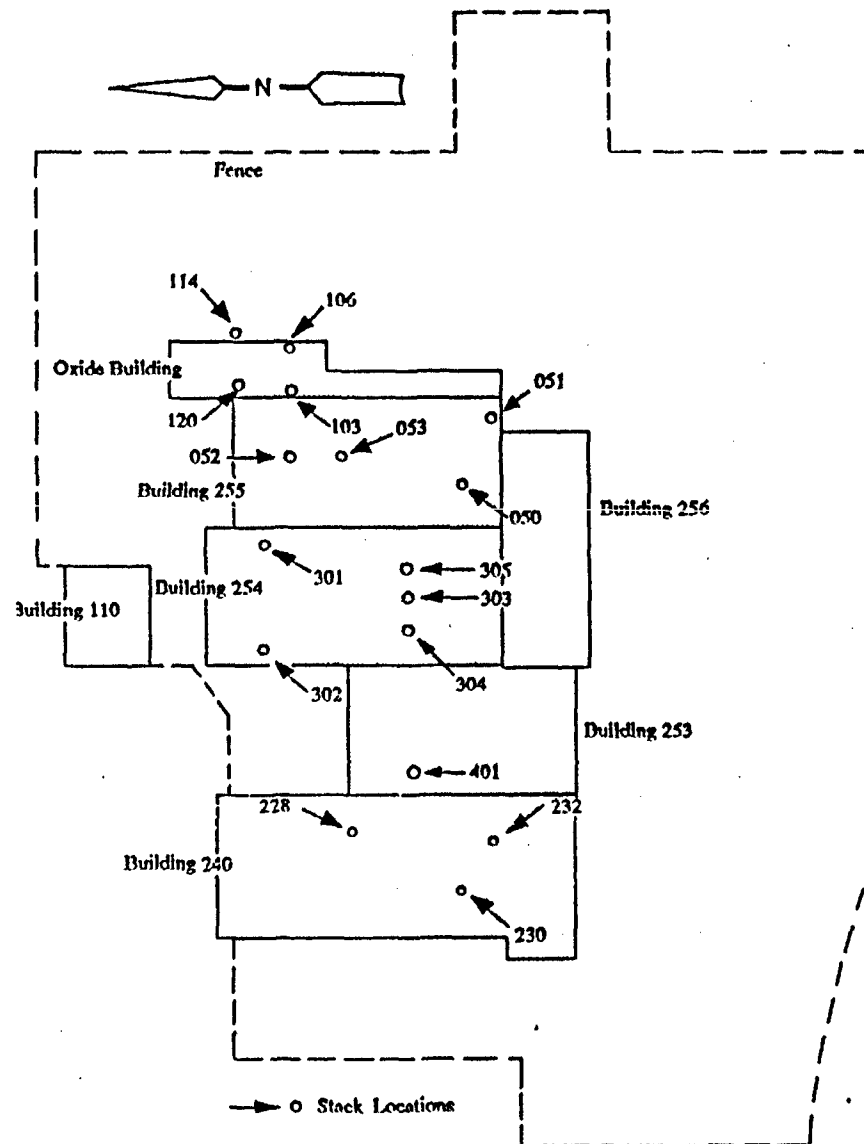 N
Fence
114
106
Oxide Building
051
120
103
053
052
Building 255
050
Building 256
301
305
Building 254
303
Building 110
304
302
Building 253
401
228
232
Building 240
230
Stack Locations